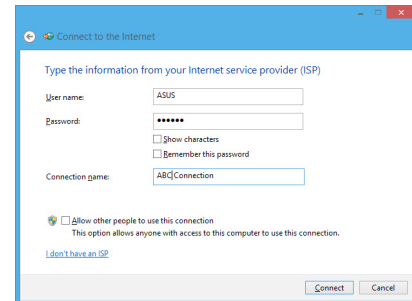 Connect to the Internet
Type the information from your Internet service provider (ISP)
User name: ASUS
Password: ••••••
Show characters
Remember this password
Connection name: ABC Connection
Allow other people to use this connection
This option allows anyone with access to this computer to use this connection.
I don't have an ISP
Connect Cancel